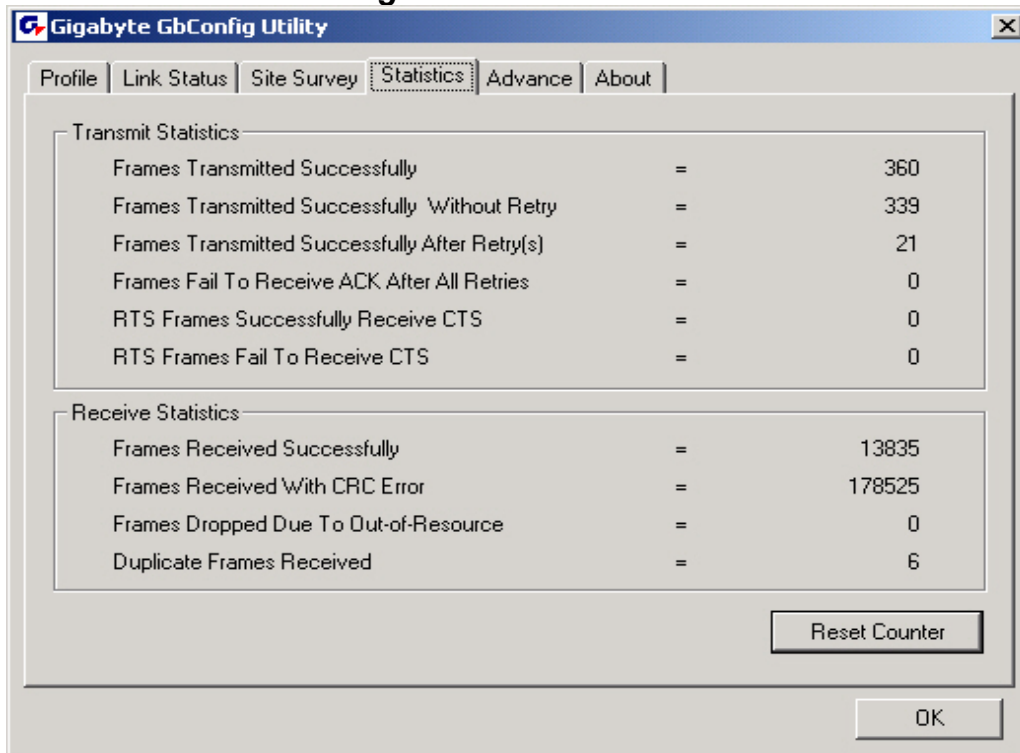 Gigabyte GbConfig Utility
Profile Link Status Site Survey Statistics Advance About
Transmit Statistics
Frames Transmitted Successfully = 360
Frames Transmitted Successfully Without Retry = 339
Frames Transmitted Successfully After Retry(s) = 21
Frames Fail To Receive ACK After All Retries = 0
RTS Frames Successfully Receive CTS = 0
RTS Frames Fail To Receive CTS = 0
Receive Statistics
Frames Received Successfully = 13835
Frames Received With CRC Error = 178525
Frames Dropped Due To Out-of-Resource = 0
Duplicate Frames Received = 6
Reset Counter
OK